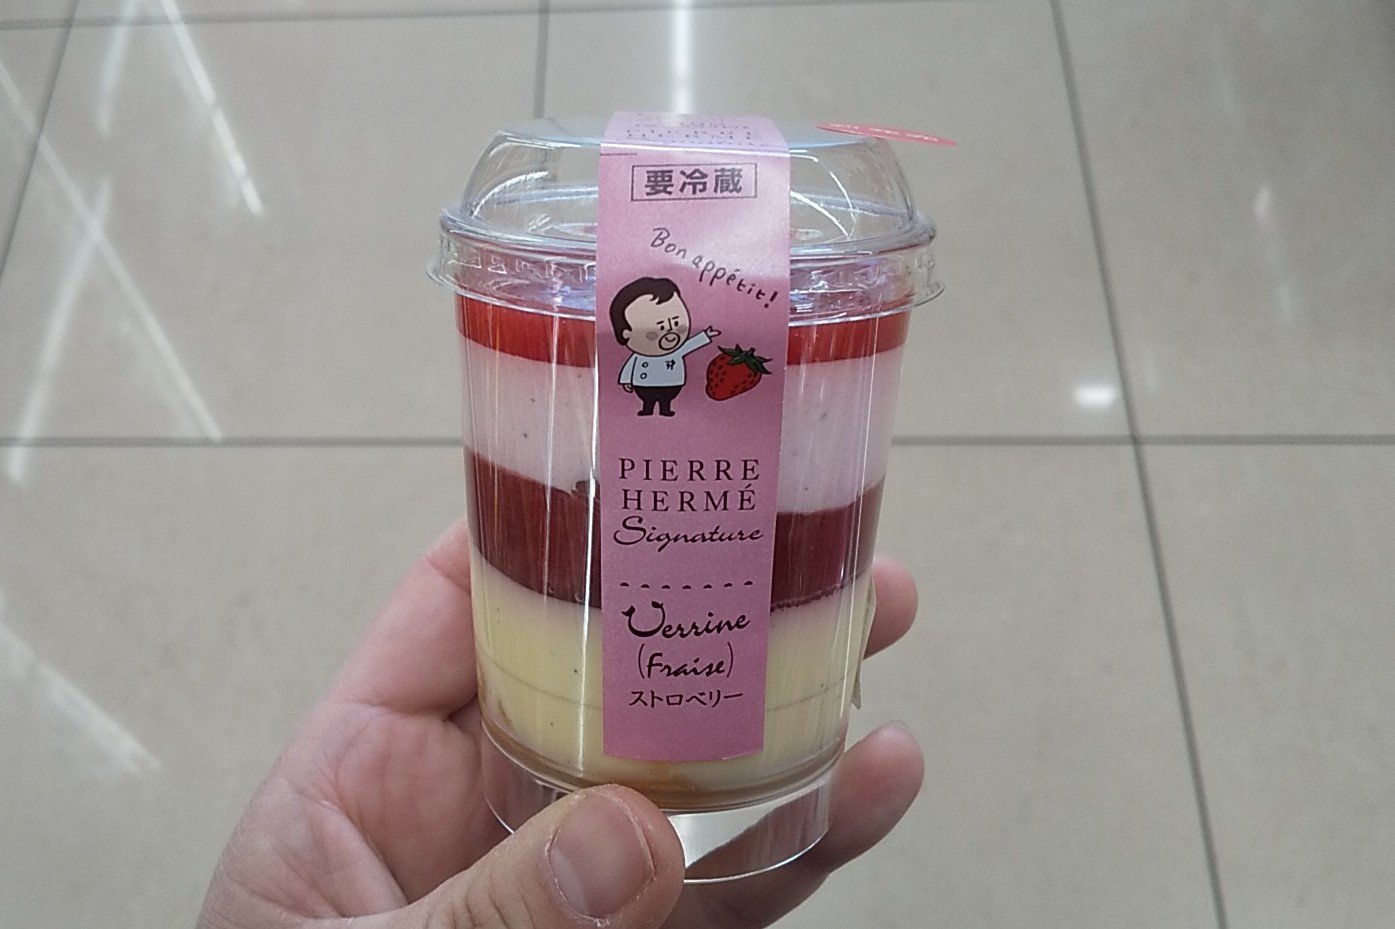 要冷蔵
Bon appétit!
PIERRE
HERMÉ
Signature
Verrine
(Fraise)
ストロベリー